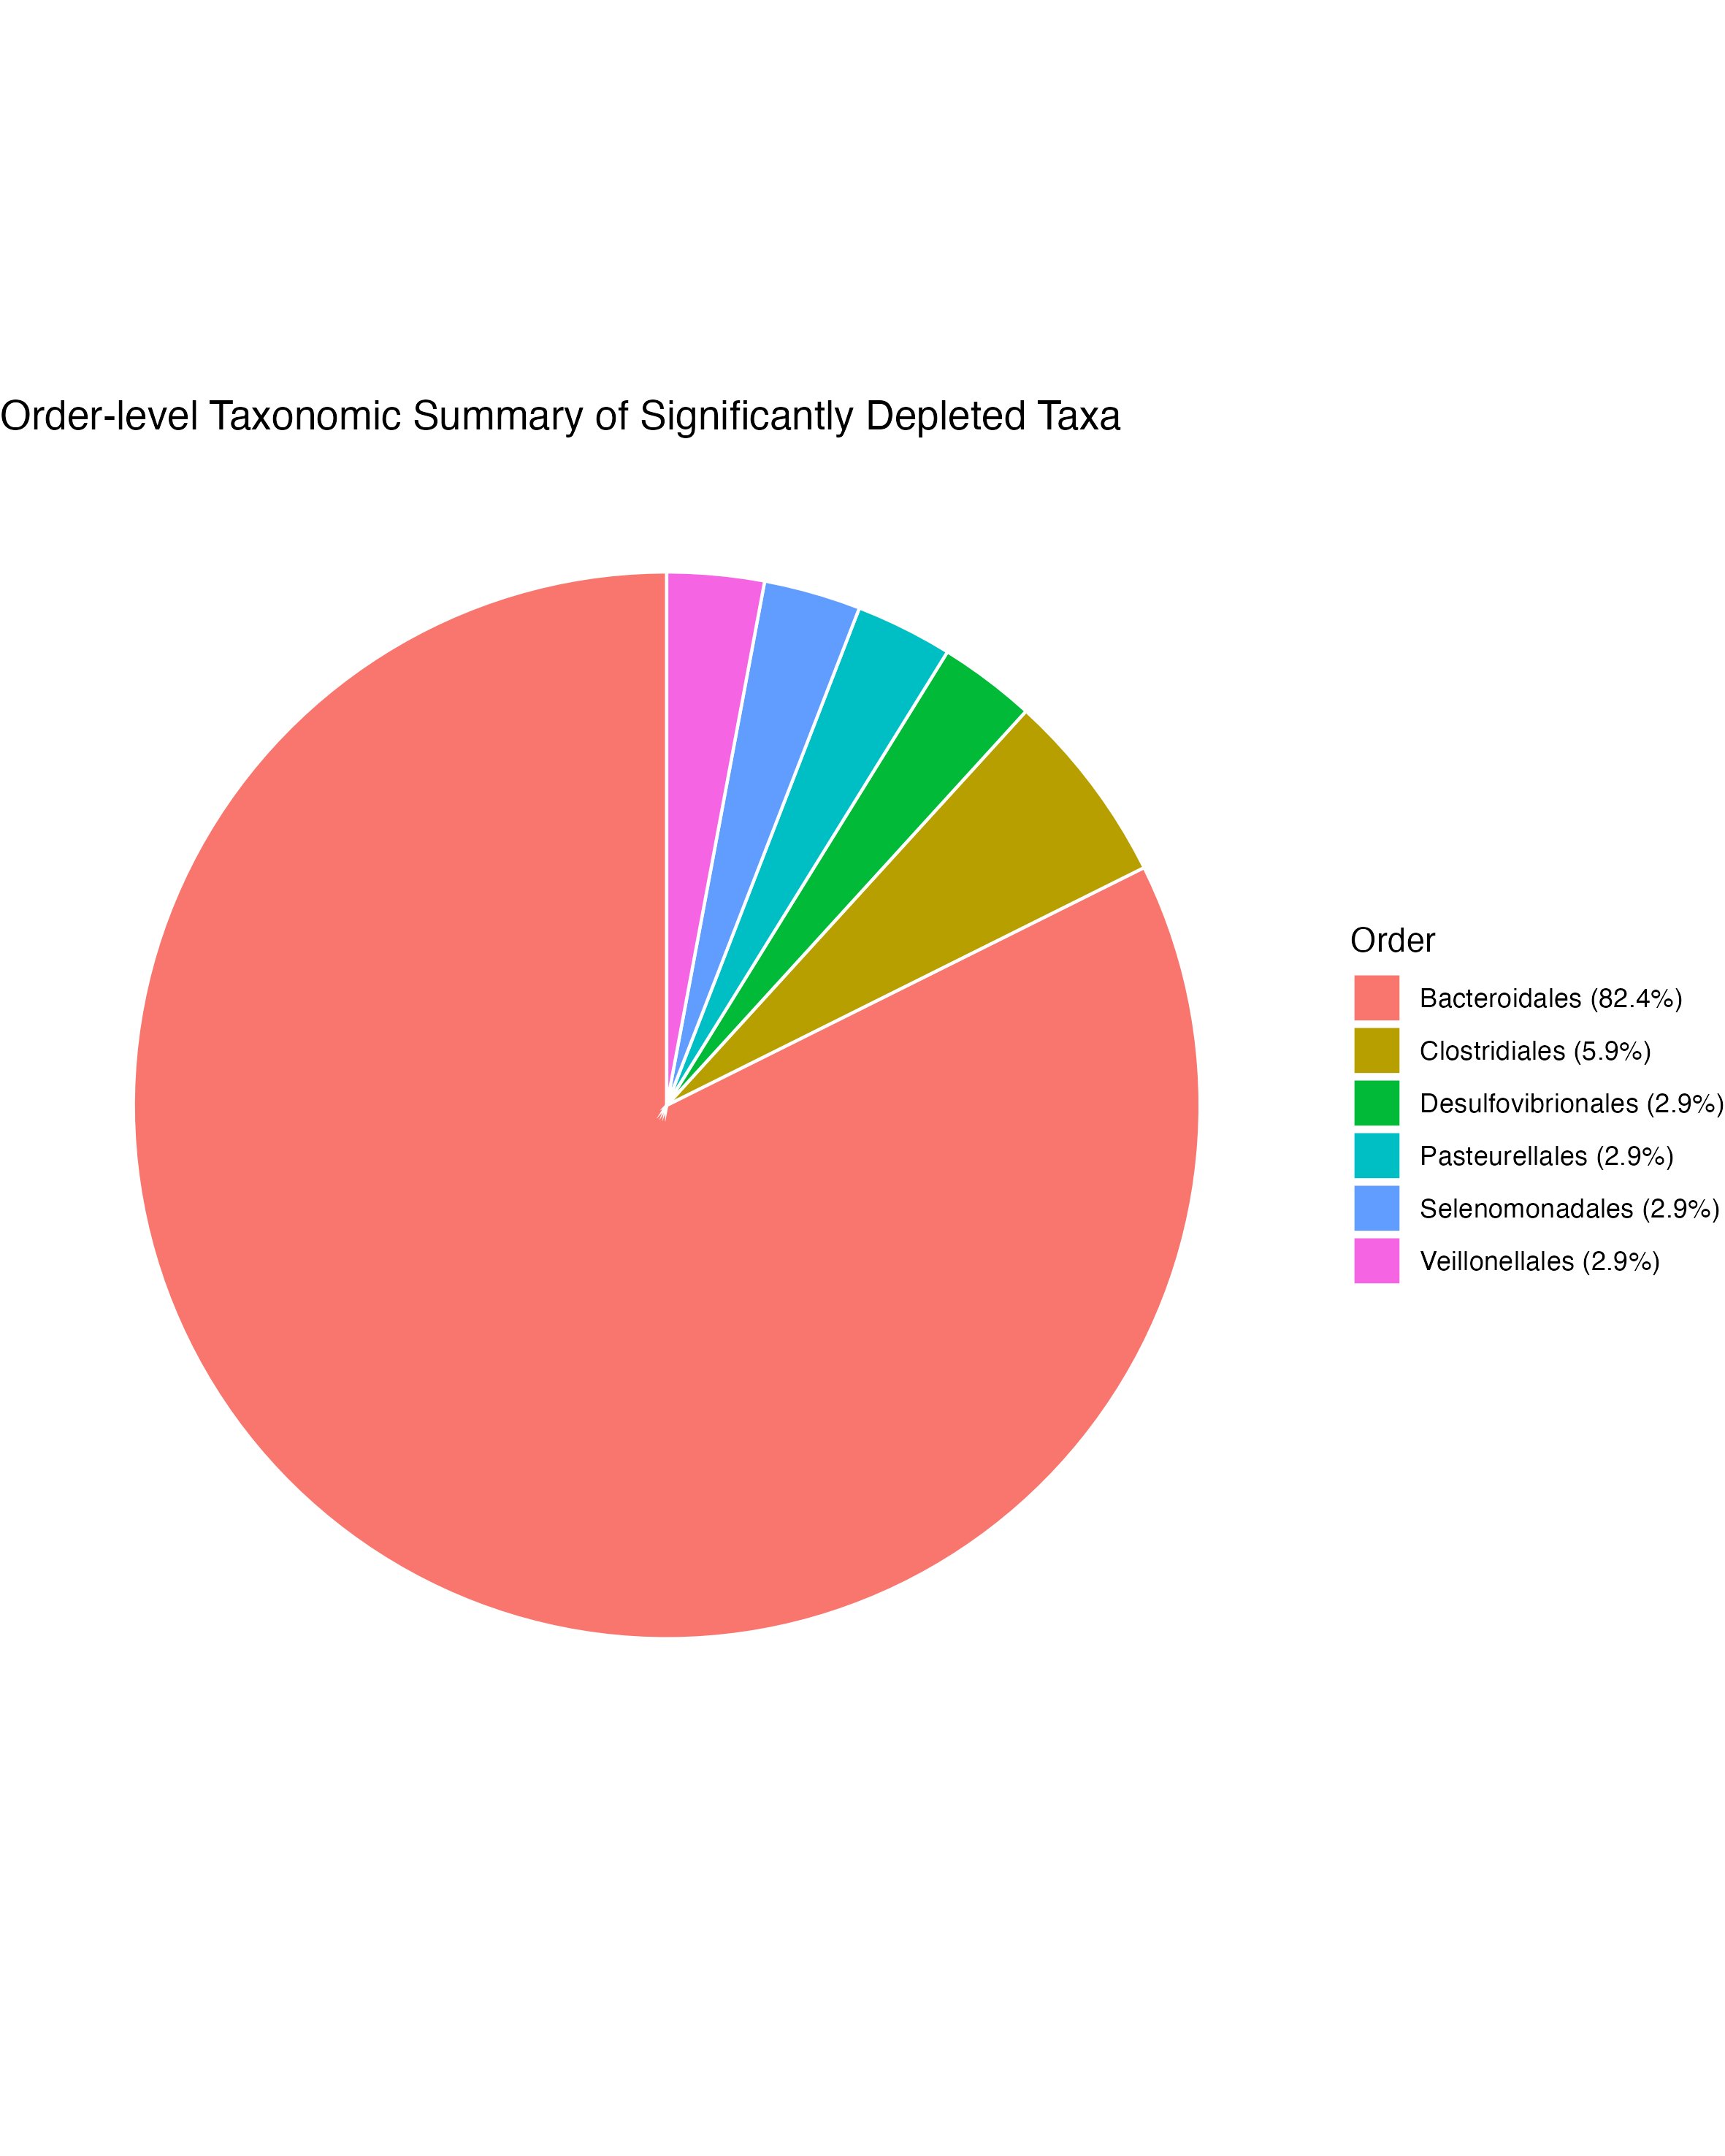 Order-level Taxonomic Summary of Significantly Depleted Taxa
Order
Bacteroidales (82.4%)
Clostridiales (5.9%)
Desulfovibrionales (2.9%)
Pasteurellales (2.9%)
Selenomonadales (2.9%)
Veillonellales (2.9%)